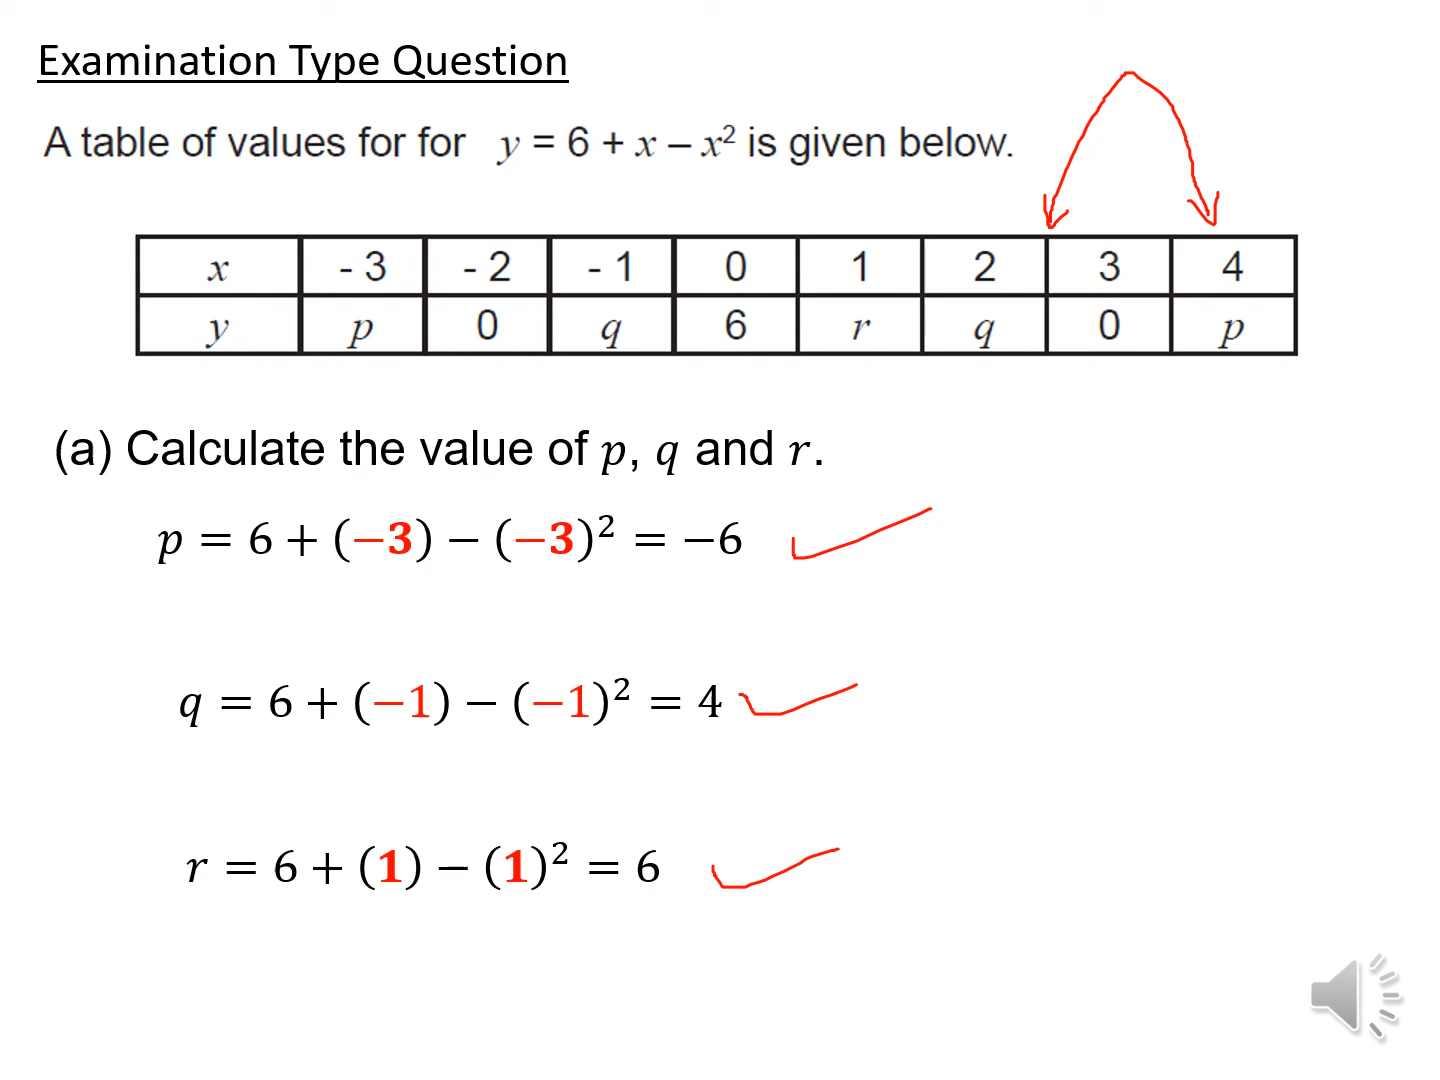 Examination Type Question
A table of values for for y = 6 + x – x² is given below.
x - 3 - 2 - 1 0 1 2 3 4
y p 0 q 6 r q 0 p
(a) Calculate the value of p, q and r.
p = 6 + (−3) − (−3)² = −6
q = 6 + (−1) − (−1)² = 4
r = 6 + (1) − (1)² = 6